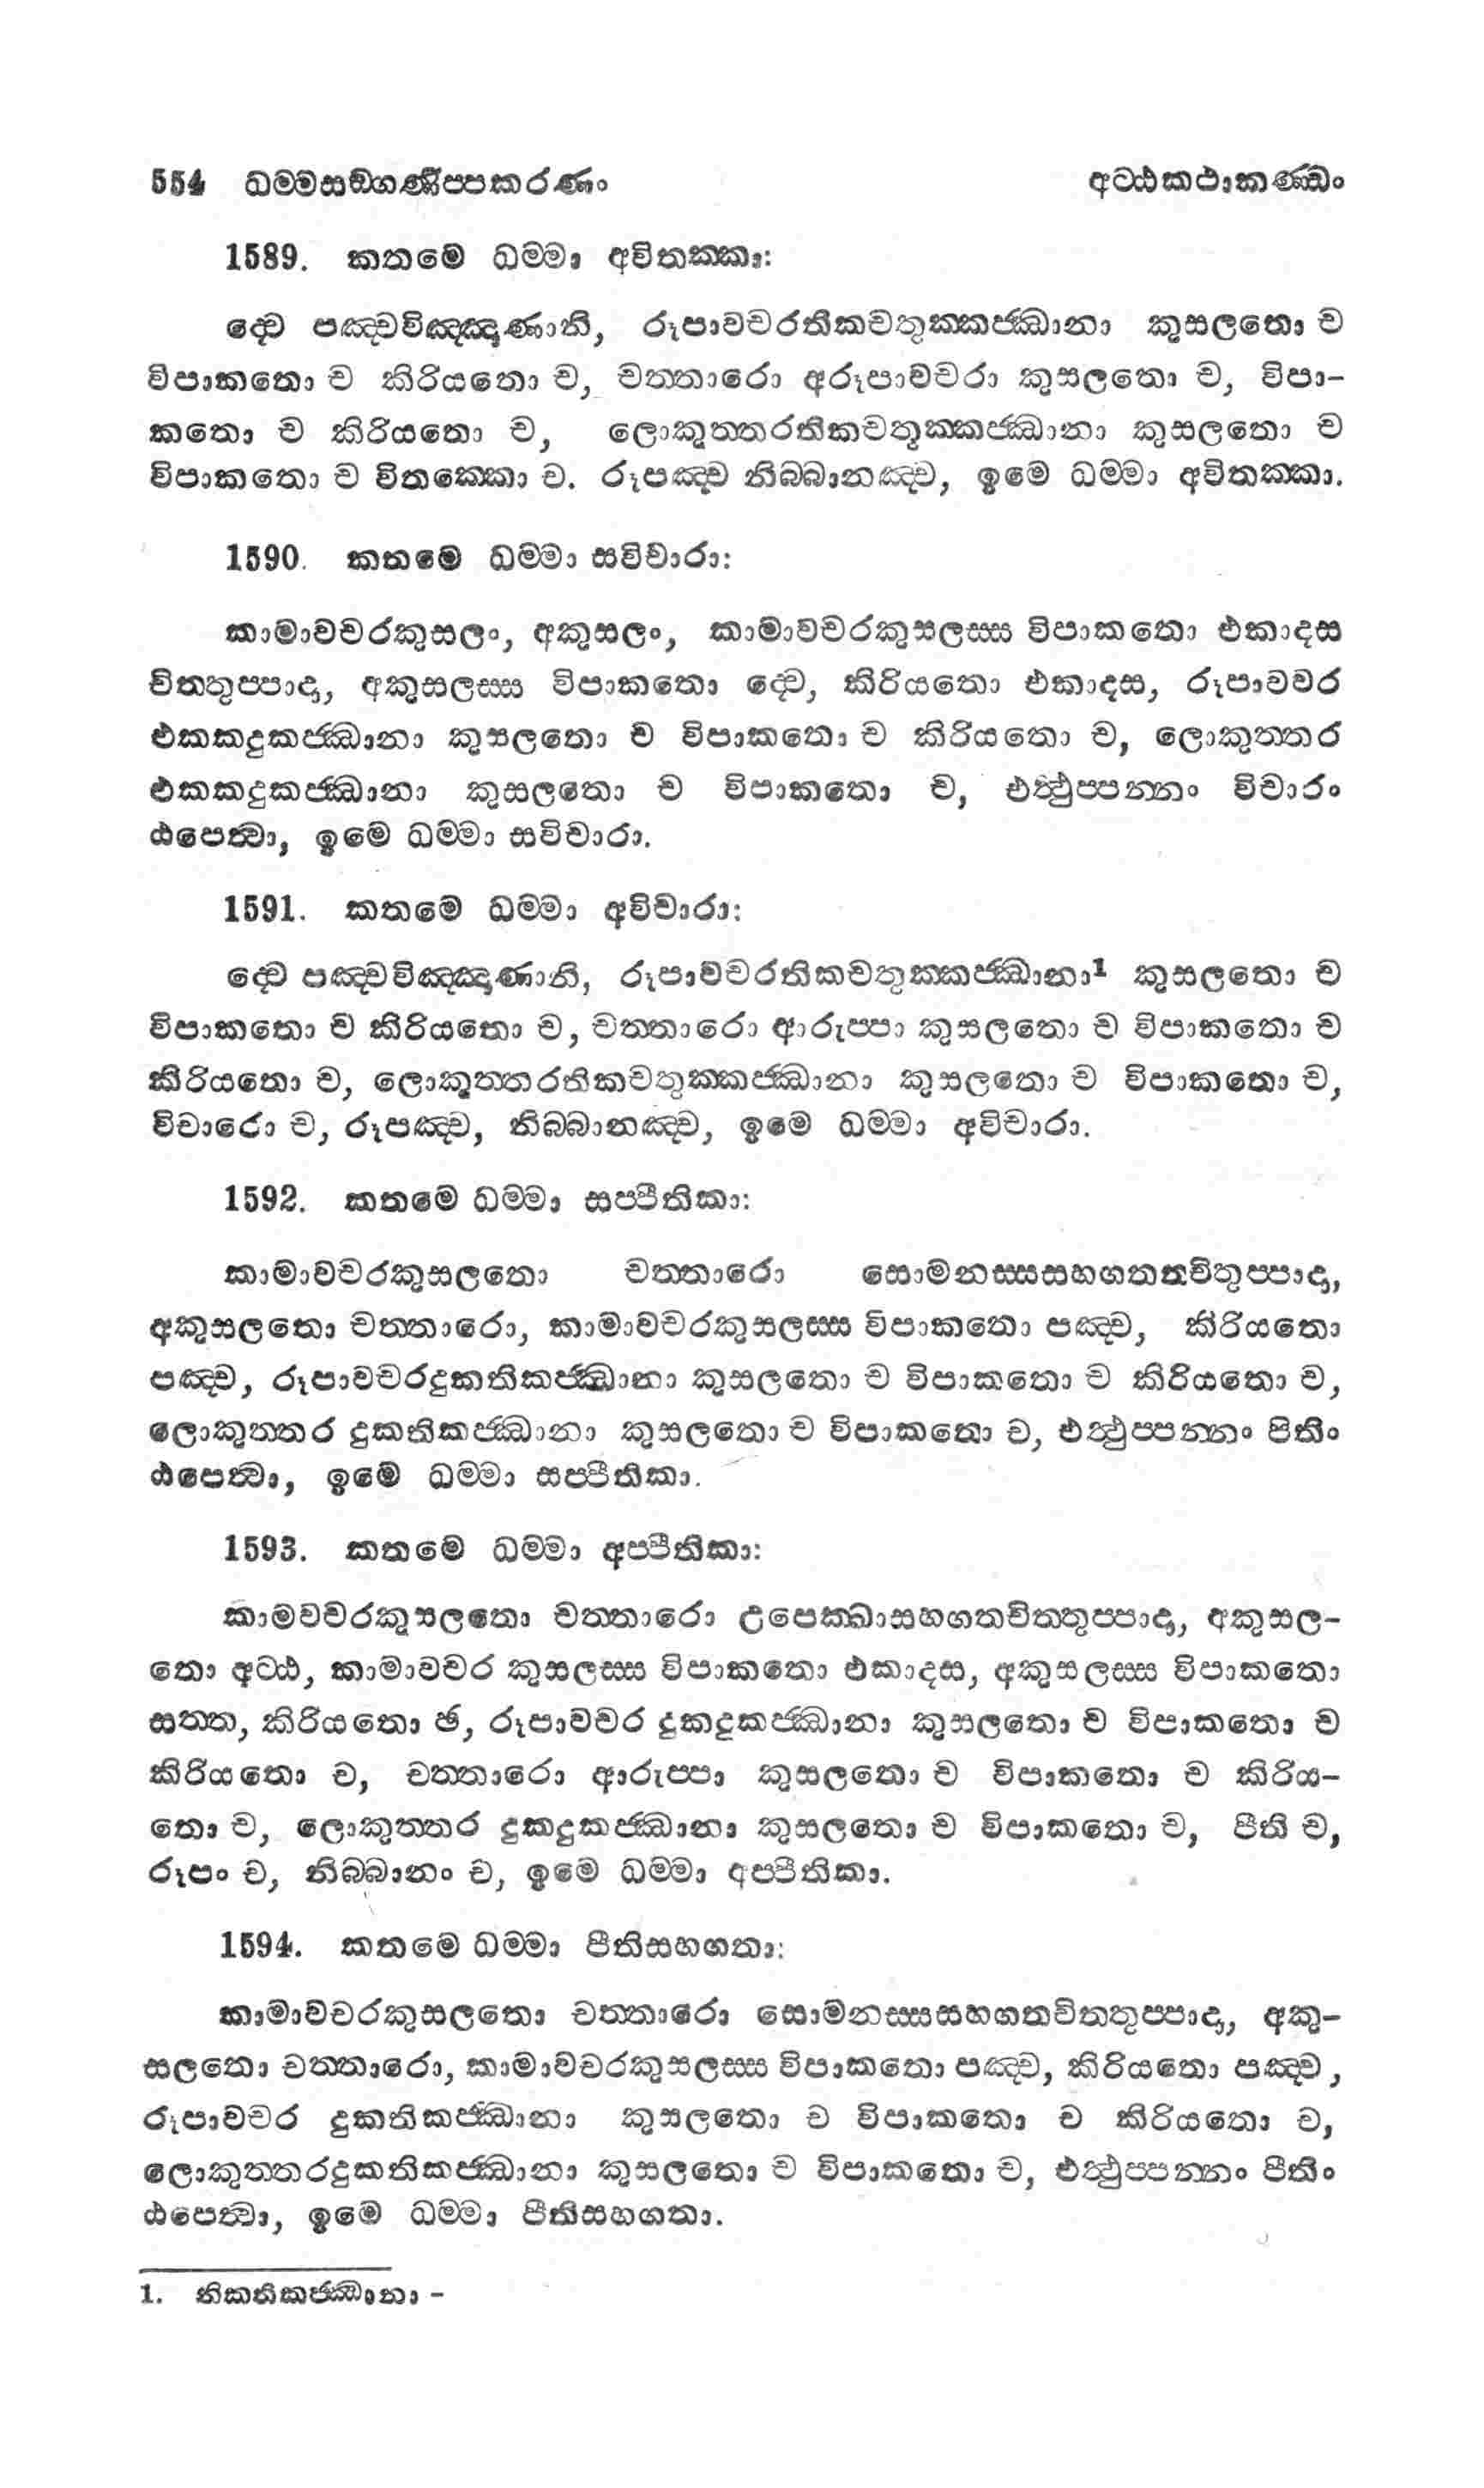 554 ධම්මසඞ්ගණිප්පකරණං අට්ඨකථාකණ්ඩං
1589. කතමෙ ධම්මා අවිතක්කා:
ද්වෙ පඤ්චවිඤ්ඤාණානි, රූපාවචරතිකචතුක්කජ්ඣානා කුසලතො ච
විපාකතො ච කිරියතො ච, චත්තාරො අරූපාවචරා කුසලතො ච, විපා-
කතො ච කිරියතො ච, ලොකුත්තරතිකචතුක්කජ්ඣානා කුසලතො ච
විපාකතො ච විතක්කො ච. රූපඤ්ච නිබ්බානඤ්ච, ඉමෙ ධම්මා අවිතක්කා.
1590. කතමෙ ධම්මා සවිචාරා:
කාමාවචරකුසලං, අකුසලං, කාමාවචරකුසලස්ස විපාකතො එකාදස
චිත්තුප්පාදා, අකුසලස්ස විපාකතො ද්වෙ, කිරියතො එකාදස, රූපාවචර
එකකදුකජ්ඣානා කුසලතො ච විපාකතො ච කිරියතො ච, ලොකුත්තර
එකකදුකජ්ඣානා කුසලතො ච විපාකතො ච, එත්ථුප්පන්නං විචාරං
ඨපෙත්වා, ඉමෙ ධම්මා සවිචාරා.
1591. කතමෙ ධම්මා අවිචාරා:
ද්වෙ පඤ්චවිඤ්ඤාණානි, රූපාවචරතිකචතුක්කජ්ඣානා1 කුසලතො ච
විපාකතො ච කිරියතො ච, චත්තාරො ආරුප්පා කුසලතො ච විපාකතො ච
කිරියතො ච, ලොකුත්තරතිකචතුක්කජ්ඣානා කුසලතො ච විපාකතො ච,
විචාරො ච, රූපඤ්ච, නිබ්බානඤ්ච, ඉමෙ ධම්මා අවිචාරා.
1592. කතමෙ ධම්මා සප්පීතිකා:
කාමාවචරකුසලතො චත්තාරො සොමනස්සසහගතත්චිතුප්පාදා,
අකුසලතො චත්තාරො, කාමාවචරකුසලස්ස විපාකතො පඤ්ච, කිරියතො
පඤ්ච, රූපාවචරදුකතිකජ්ඣානා කුසලතො ච විපාකතො ච කිරියතො ච,
ලොකුත්තර දුකතිකජ්ඣානා කුසලතො ච විපාකතො ච, එත්ථුප්පන්නං පිතිං
ඨපෙත්වා, ඉමෙ ධම්මා සප්පීතිකා.
1593. කතමෙ ධම්මා අප්පීතිකා:
කාමවචරකුසලතො චත්තාරො උපෙක්ඛාසහගතචිත්තුප්පාදා, අකුසල-
තො අට්ඨ, කාමාවචර කුසලස්ස විපාකතො එකාදස, අකුසලස්ස විපාකතො
සත්ත, කිරියතො ඡ, රූපාවචර දුකදුකජ්ඣානා කුසලතො ච විපාකතො ච
කිරියතො ච, චත්තාරො ආරුප්පා කුසලතො ච විපාකතො ච කිරිය-
තො ච, ලොකුත්තර දුකදුකජ්ඣානා කුසලතො ච විපාකතො ච, පීති ච,
රූපං ච, නිබ්බානං ච, ඉමෙ ධම්මා අප්පීතිකා.
1594. කතමෙ ධම්මා පීතිසහගතා:
කාමාවචරකුසලතො චත්තාරො සොමනස්සසහගතචිත්තුප්පාදා, අකු-
සලතො චත්තාරො, කාමාවචරකුසලස්ස විපාකතො පඤ්ච, කිරියතො පඤ්ච,
රූපාවචර දුකතිකජ්ඣානා කුසලතො ච විපාකතො ච කිරියතො ච,
ලොකුත්තරදුකතිකජ්ඣානා කුසලතො ච විපාකතො ච, එත්ථුප්පන්නං පීතිං
ඨපෙත්වා, ඉමෙ ධම්මා පීතිසහගතා.
1. තිකතිකජ්ඣානා -